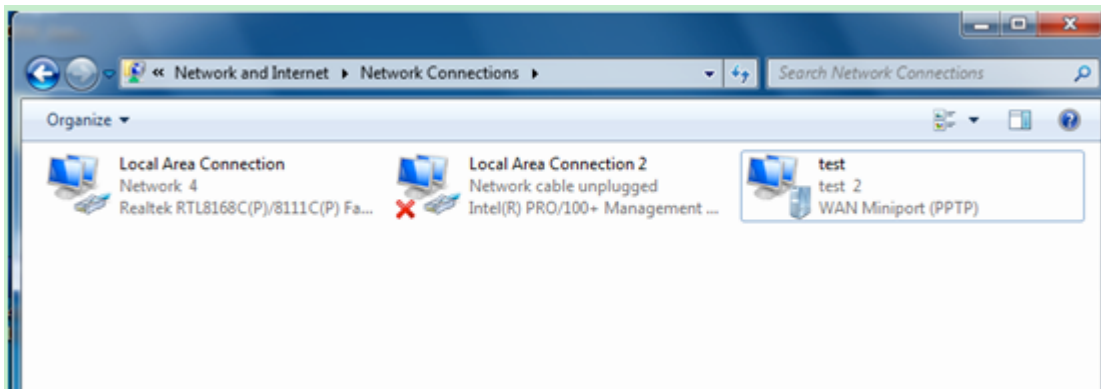 « Network and Internet ▸ Network Connections ▸
Search Network Connections
Organize
Local Area Connection
Network 4
Realtek RTL8168C(P)/8111C(P) Fa...
Local Area Connection 2
Network cable unplugged
Intel(R) PRO/100+ Management ...
test
test 2
WAN Miniport (PPTP)